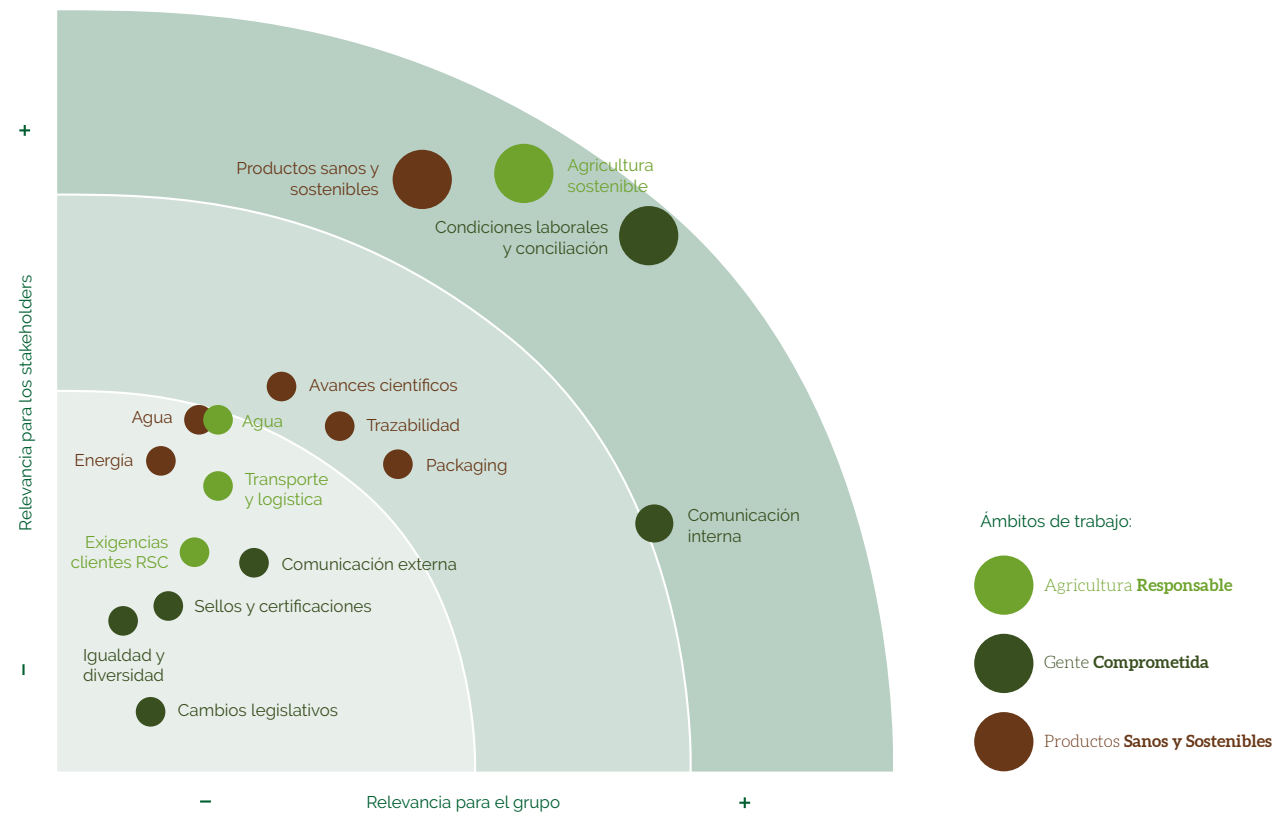 +
Relevancia para los stakeholders
–
Productos sanos y
sostenibles
Agricultura
sostenible
Condiciones laborales
y conciliación
Avances científicos
Agua
Agua
Trazabilidad
Energía
Packaging
Transporte
y logística
Comunicación
interna
Exigencias
clientes RSC
Comunicación externa
Sellos y certificaciones
Igualdad y
diversidad
Cambios legislativos
–
Relevancia para el grupo
+
Ámbitos de trabajo:
Agricultura Responsable
Gente Comprometida
Productos Sanos y Sostenibles